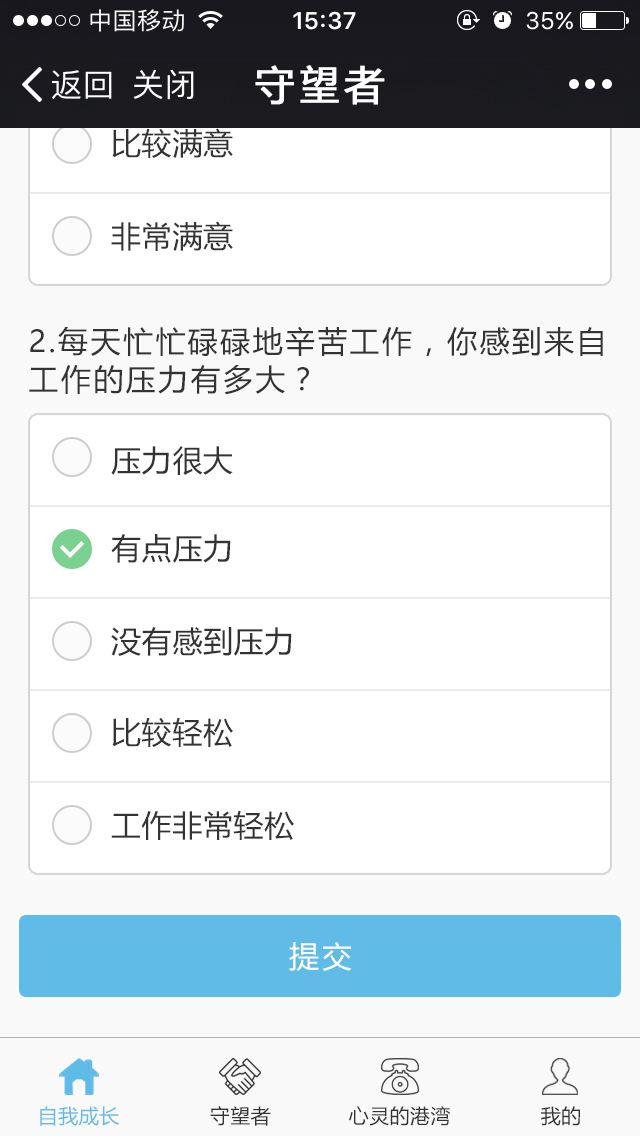 中国移动 15:37 35%
返回 关闭 守望者
比较满意
非常满意
2.每天忙忙碌碌地辛苦工作，你感到来自
工作的压力有多大？
压力很大
有点压力
没有感到压力
比较轻松
工作非常轻松
提交
自我成长 守望者 心灵的港湾 我的